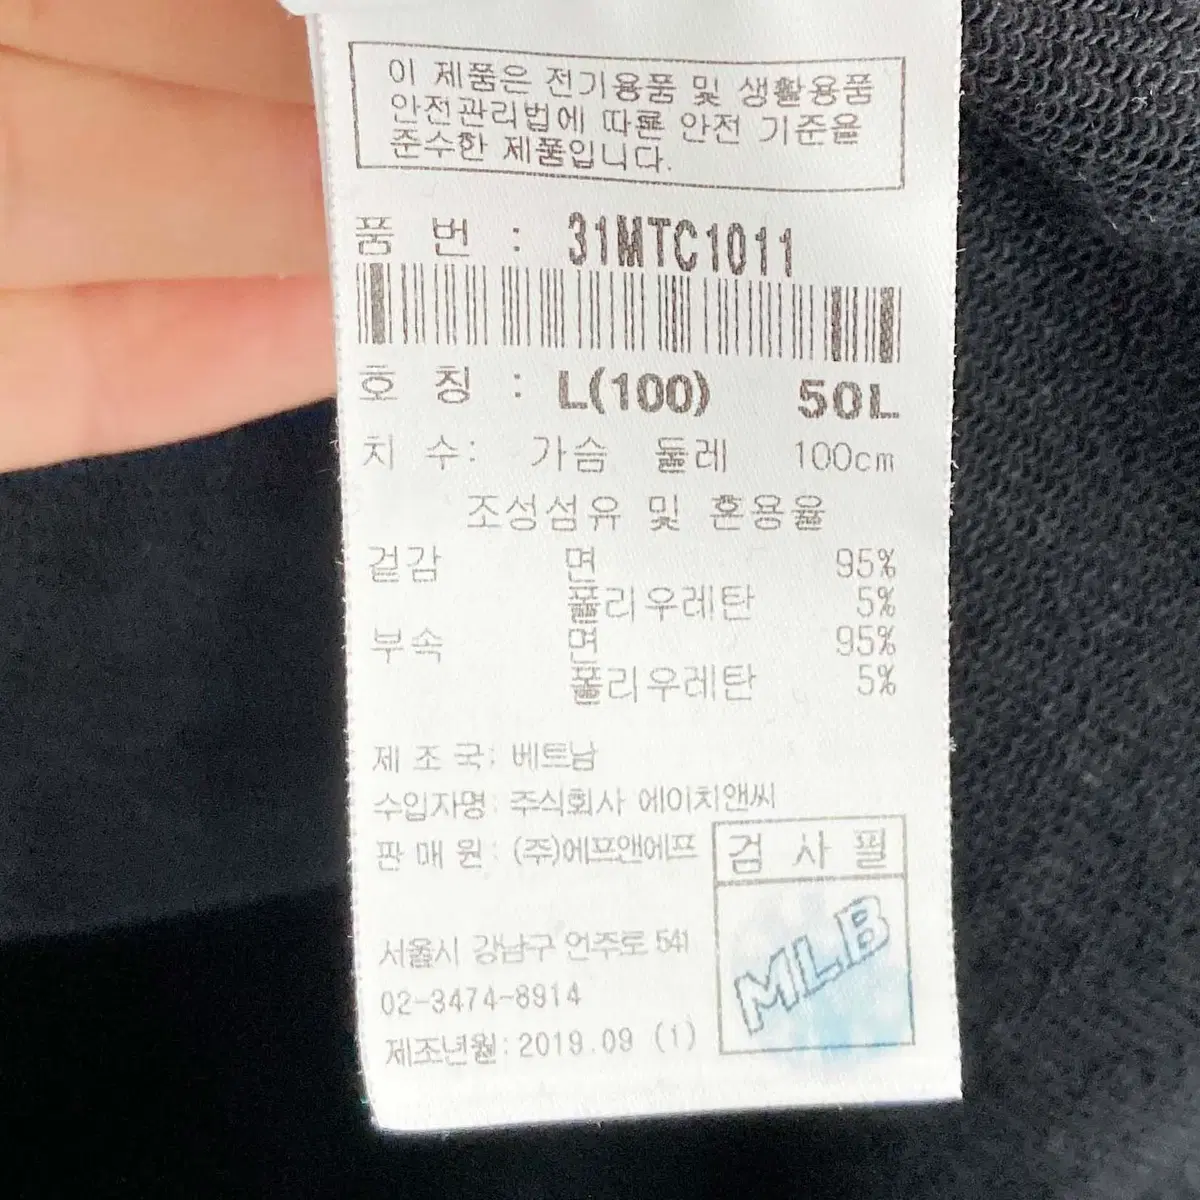 이 제품은 전기용품 및 생활용품
안전관리법에 따른 안전 기준을
준수한 제품입니다.
품 번 : 31MTC1011
호 칭 : L(100) 50L
치 수: 가슴 둘레 100cm
조성섬유 및 혼용율
겉감 면 95%
폴리우레탄 5%
부속 면 95%
폴리우레탄 5%
제 조 국: 베트남
수입자명: 주식회사 에이치앤씨
판 매 원: (주)에프앤에프
검 사 필
MLB
서울시 강남구 언주로 541
02-3474-8914
제조년월: 2019.09 (1)